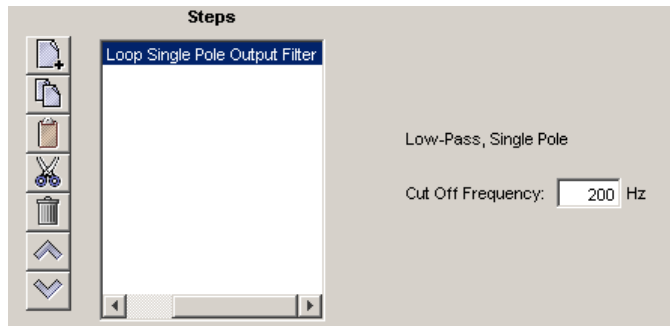 Steps
Loop Single Pole Output Filter
Low-Pass, Single Pole
Cut Off Frequency: 200 Hz